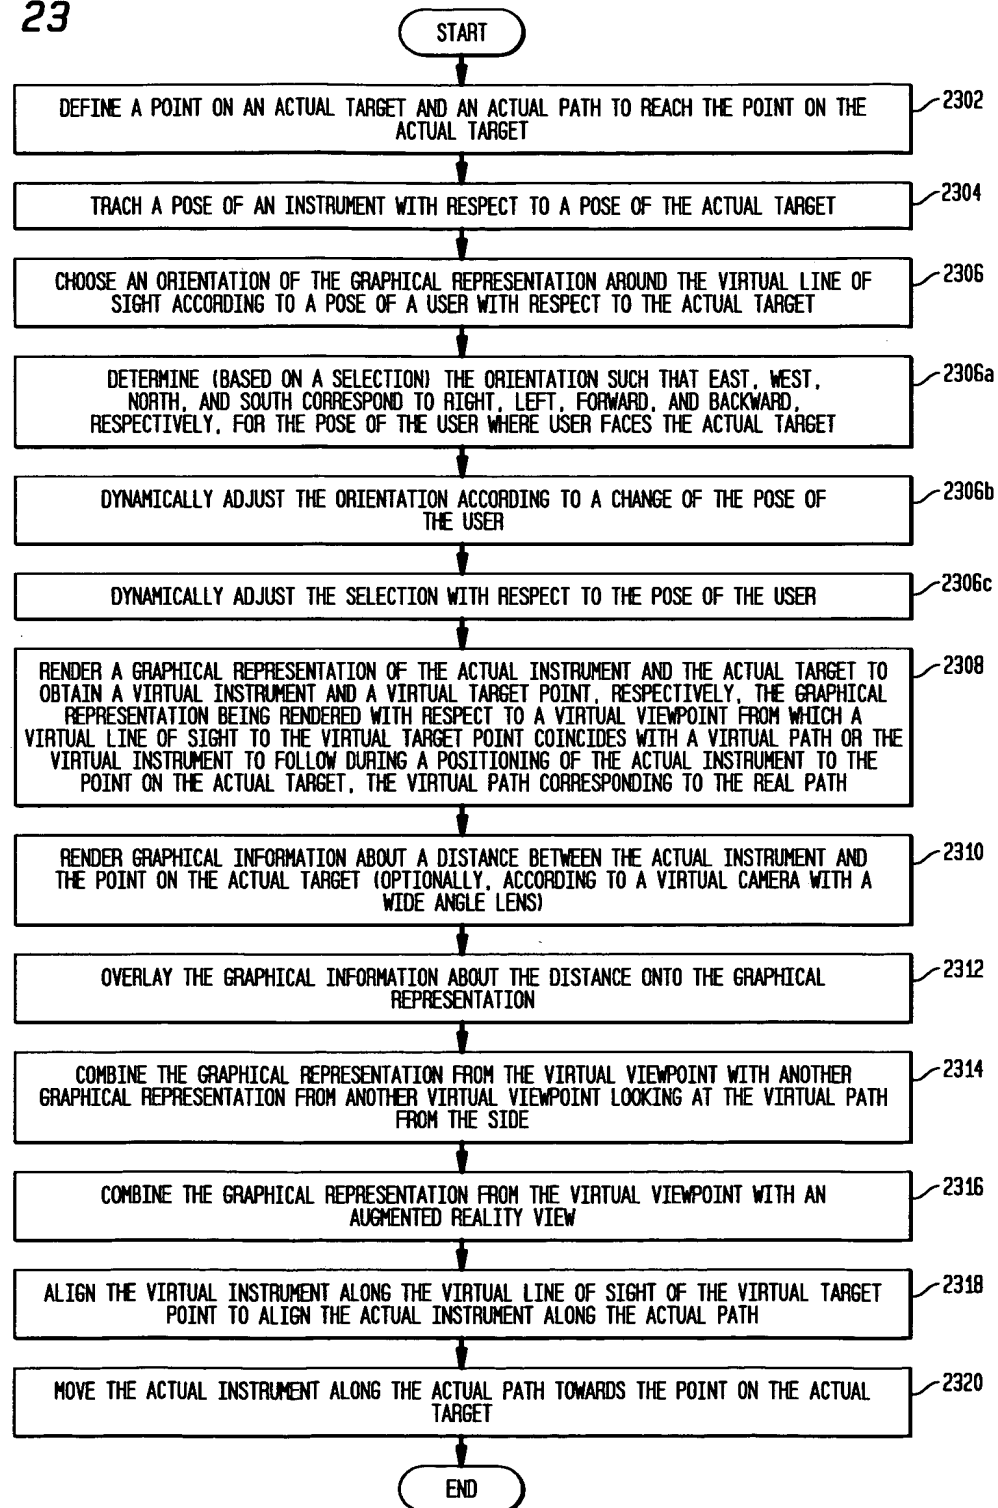 23
START
DEFINE A POINT ON AN ACTUAL TARGET AND AN ACTUAL PATH TO REACH THE POINT ON THE
ACTUAL TARGET
2302
TRACH A POSE OF AN INSTRUMENT WITH RESPECT TO A POSE OF THE ACTUAL TARGET
2304
CHOOSE AN ORIENTATION OF THE GRAPHICAL REPRESENTATION AROUND THE VIRTUAL LINE OF
SIGHT ACCORDING TO A POSE OF A USER WITH RESPECT TO THE ACTUAL TARGET
2306
DETERMINE (BASED ON A SELECTION) THE ORIENTATION SUCH THAT EAST, WEST,
NORTH, AND SOUTH CORRESPOND TO RIGHT, LEFT, FORWARD, AND BACKWARD,
RESPECTIVELY, FOR THE POSE OF THE USER WHERE USER FACES THE ACTUAL TARGET
2306a
DYNAMICALLY ADJUST THE ORIENTATION ACCORDING TO A CHANGE OF THE POSE OF
THE USER
2306b
DYNAMICALLY ADJUST THE SELECTION WITH RESPECT TO THE POSE OF THE USER
2306c
RENDER A GRAPHICAL REPRESENTATION OF THE ACTUAL INSTRUMENT AND THE ACTUAL TARGET TO
OBTAIN A VIRTUAL INSTRUMENT AND A VIRTUAL TARGET POINT, RESPECTIVELY, THE GRAPHICAL
REPRESENTATION BEING RENDERED WITH RESPECT TO A VIRTUAL VIEWPOINT FROM WHICH A
VIRTUAL LINE OF SIGHT TO THE VIRTUAL TARGET POINT COINCIDES WITH A VIRTUAL PATH OR THE
VIRTUAL INSTRUMENT TO FOLLOW DURING A POSITIONING OF THE ACTUAL INSTRUMENT TO THE
POINT ON THE ACTUAL TARGET, THE VIRTUAL PATH CORRESPONDING TO THE REAL PATH
2308
RENDER GRAPHICAL INFORMATION ABOUT A DISTANCE BETWEEN THE ACTUAL INSTRUMENT AND
THE POINT ON THE ACTUAL TARGET (OPTIONALLY, ACCORDING TO A VIRTUAL CAMERA WITH A
WIDE ANGLE LENS)
2310
OVERLAY THE GRAPHICAL INFORMATION ABOUT THE DISTANCE ONTO THE GRAPHICAL
REPRESENTATION
2312
COMBINE THE GRAPHICAL REPRESENTATION FROM THE VIRTUAL VIEWPOINT WITH ANOTHER
GRAPHICAL REPRESENTATION FROM ANOTHER VIRTUAL VIEWPOINT LOOKING AT THE VIRTUAL PATH
FROM THE SIDE
2314
COMBINE THE GRAPHICAL REPRESENTATION FROM THE VIRTUAL VIEWPOINT WITH AN
AUGMENTED REALITY VIEW
2316
ALIGN THE VIRTUAL INSTRUMENT ALONG THE VIRTUAL LINE OF SIGHT OF THE VIRTUAL TARGET
POINT TO ALIGN THE ACTUAL INSTRUMENT ALONG THE ACTUAL PATH
2318
MOVE THE ACTUAL INSTRUMENT ALONG THE ACTUAL PATH TOWARDS THE POINT ON THE ACTUAL
TARGET
2320
END